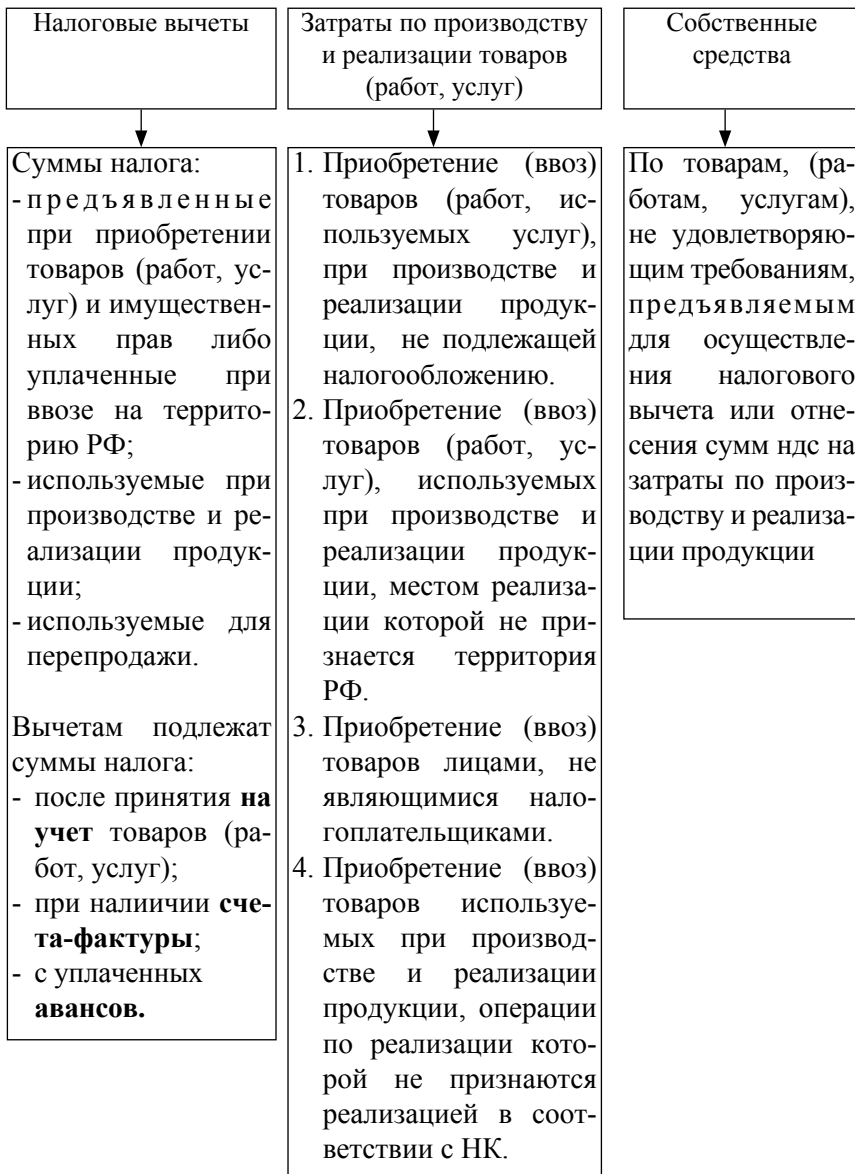 Налоговые вычеты
Затраты по производству
и реализации товаров
(работ, услуг)
Собственные
средства
Суммы налога:
- предъявленные
при приобретении
товаров (работ, ус-
луг) и имуществен-
ных прав либо
уплаченные при
ввозе на террито-
рию РФ;
- используемые при
производстве и ре-
ализации продук-
ции;
- используемые для
перепродажи.
Вычетам подлежат
суммы налога:
- после принятия на
учет товаров (ра-
бот, услуг);
- при налиичии сче-
та-фактуры;
- с уплаченных
авансов.
1. Приобретение (ввоз)
товаров (работ, ис-
пользуемых услуг),
при производстве и
реализации продук-
ции, не подлежащей
налогообложению.
2. Приобретение (ввоз)
товаров (работ, ус-
луг), используемых
при производстве и
реализации продук-
ции, местом реализа-
ции которой не при-
знается территория
РФ.
3. Приобретение (ввоз)
товаров лицами, не
являющимися нало-
гоплательщиками.
4. Приобретение (ввоз)
товаров используе-
мых при производ-
стве и реализации
продукции, операции
по реализации кото-
рой не признаются
реализацией в соот-
ветствии с НК.
По товарам, (ра-
ботам, услугам),
не удовлетворяю-
щим требованиям,
предъявляемым
для осуществле-
ния налогового
вычета или отне-
сения сумм ндс на
затраты по произ-
водству и реализа-
ции продукции